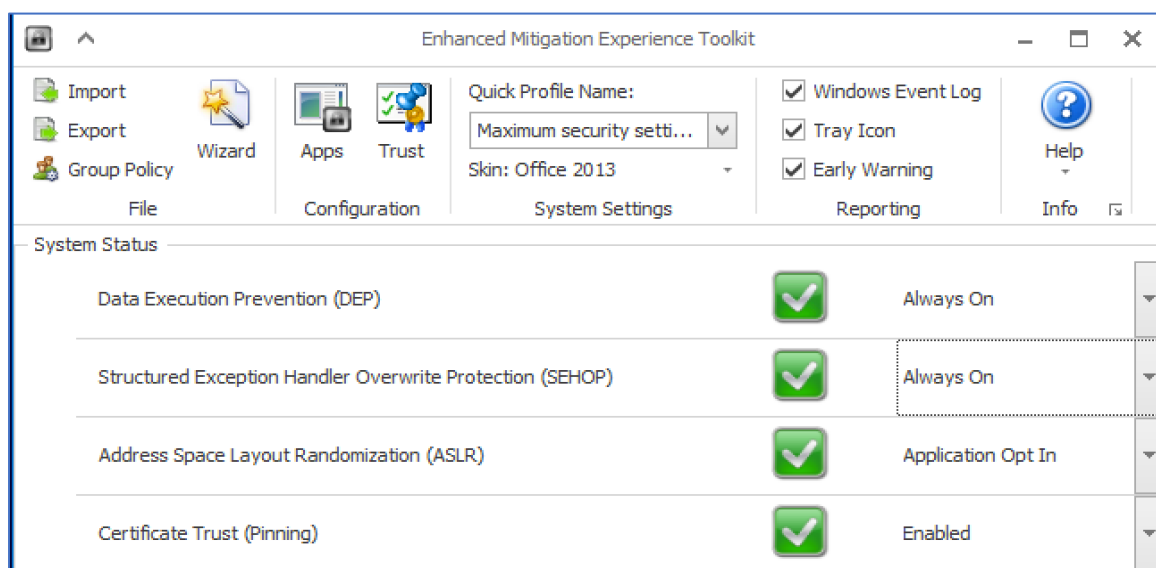 Enhanced Mitigation Experience Toolkit
Import
Export
Group Policy
Wizard
File
Apps
Trust
Configuration
Quick Profile Name:
Maximum security setti...
Skin: Office 2013
System Settings
Windows Event Log
Tray Icon
Early Warning
Reporting
Help
Info
System Status
Data Execution Prevention (DEP) Always On
Structured Exception Handler Overwrite Protection (SEHOP) Always On
Address Space Layout Randomization (ASLR) Application Opt In
Certificate Trust (Pinning) Enabled